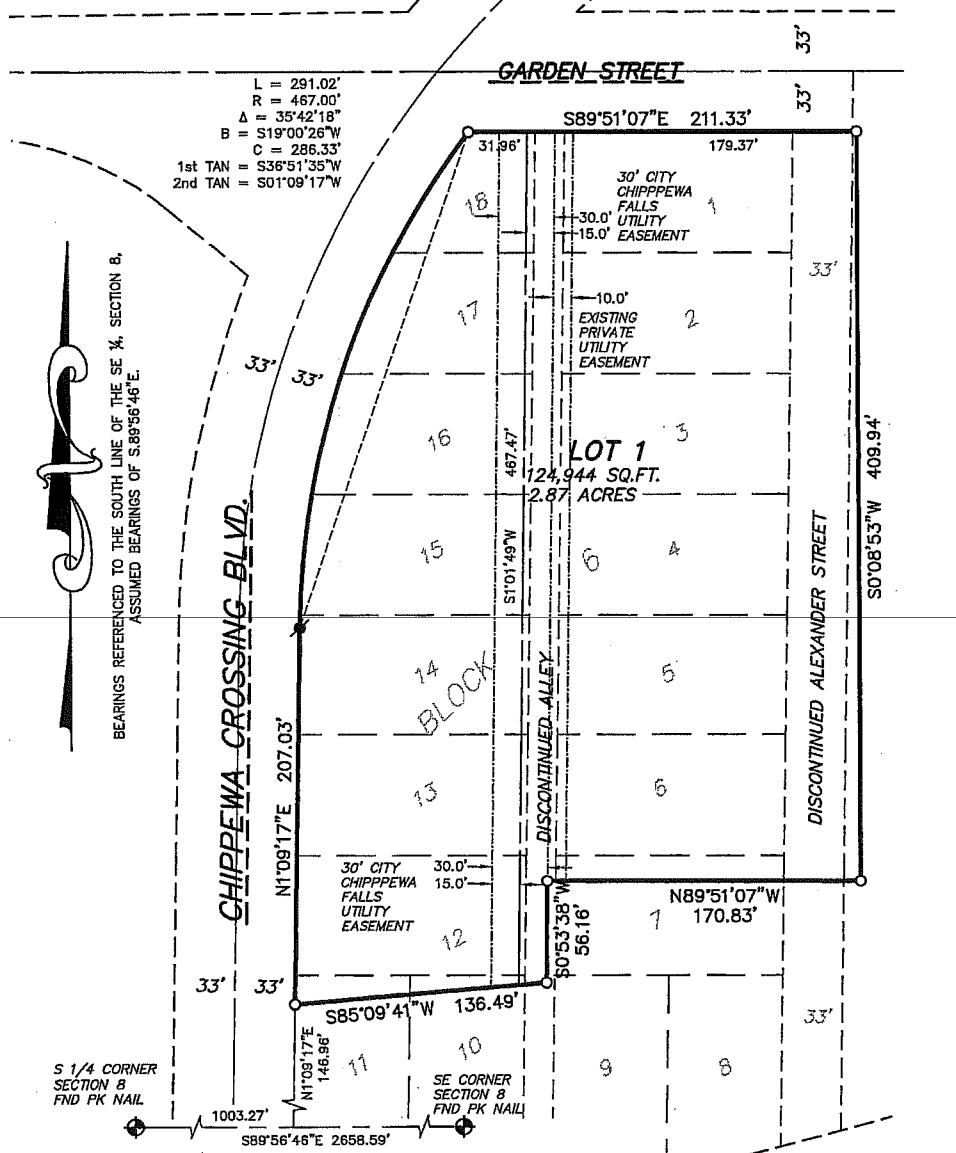 33'
GARDEN STREET
33'
L = 291.02'
R = 467.00'
Δ = 35°42'18"
B = S19°00'26"W
C = 286.33'
1st TAN = S36°51'35"W
2nd TAN = S01°09'17"W
S89°51'07"E 211.33'
31.96'
179.37'
30' CITY
CHIPPPEWA
FALLS
UTILITY
EASEMENT
30.0'
15.0'
18
1
33'
10.0'
EXISTING
PRIVATE
UTILITY
EASEMENT
17
2
BEARINGS REFERENCED TO THE SOUTH LINE OF THE SE ¼, SECTION 8,
ASSUMED BEARINGS OF S.89°56'46"E.
33'
33'
16
3
467.47'
S1°01'49"W
LOT 1
124,944 SQ.FT.
2.87 ACRES
S0°08'53"W 409.94'
15
6
4
CHIPPEWA CROSSING BLVD.
DISCONTINUED ALEXANDER STREET
14
BLOCK
5
DISCONTINUED ALLEY
N1°09'17"E 207.03'
13
6
30' CITY
CHIPPPEWA
FALLS
UTILITY
EASEMENT
30.0'
15.0'
S0°53'38"W
56.16'
N89°51'07"W
170.83'
7
12
33'
33'
S85°09'41"W 136.49'
33'
N1°09'17"E
146.96'
11
10
9
8
S 1/4 CORNER
SECTION 8
FND PK NAIL
SE CORNER
SECTION 8
FND PK NAIL
1003.27'
S89°56'46"E 2658.59'